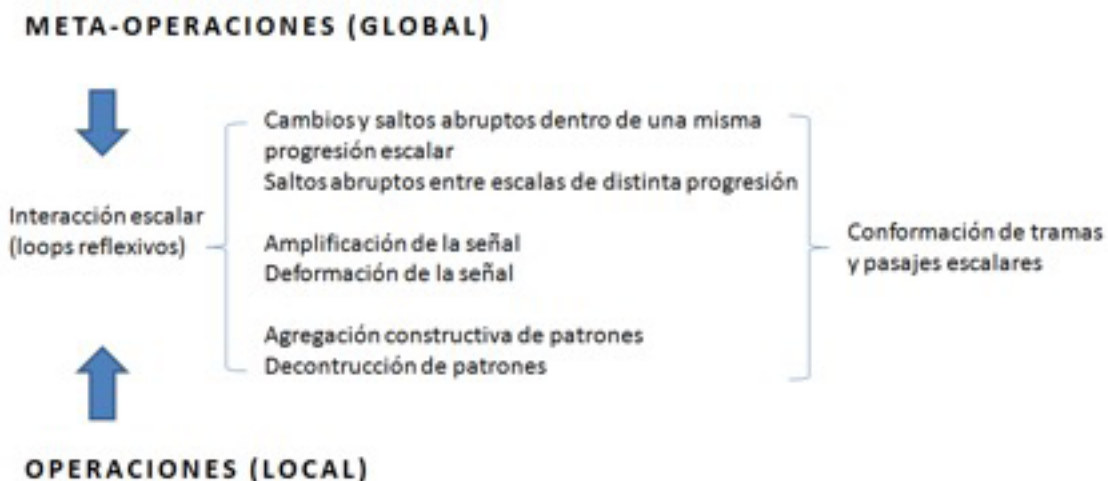 META-OPERACIONES (GLOBAL)
Cambios y saltos abruptos dentro de una misma
progresión escalar
Saltos abruptos entre escalas de distinta progresión
Interacción escalar
(loops reflexivos)
Amplificación de la señal
Deformación de la señal
Conformación de tramas
y pasajes escalares
Agregación constructiva de patrones
Decontrucción de patrones
OPERACIONES (LOCAL)